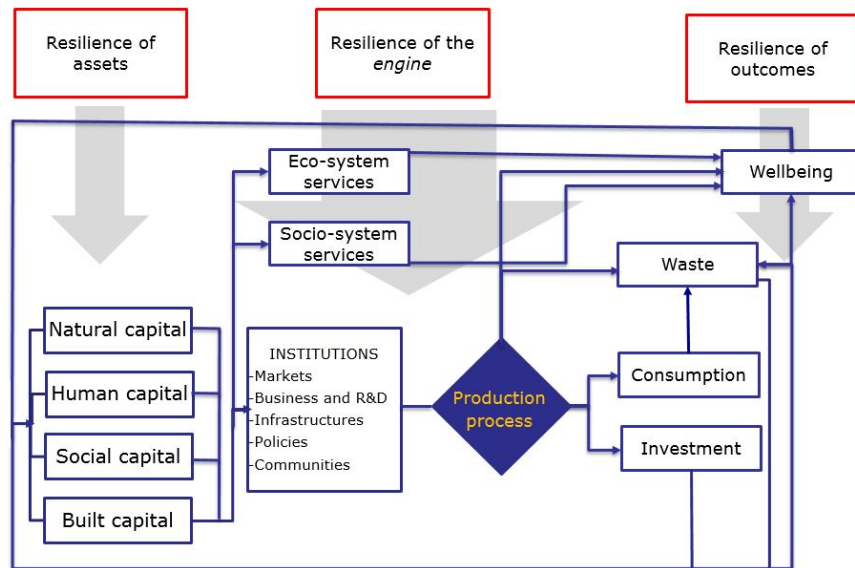 Resilience of
assets
Resilience of the
engine
Resilience of
outcomes
Eco-system
services
Wellbeing
Socio-system
services
Waste
Natural capital
Human capital
Social capital
Built capital
INSTITUTIONS
-Markets
-Business and R&D
-Infrastructures
-Policies
-Communities
Production
process
Consumption
Investment